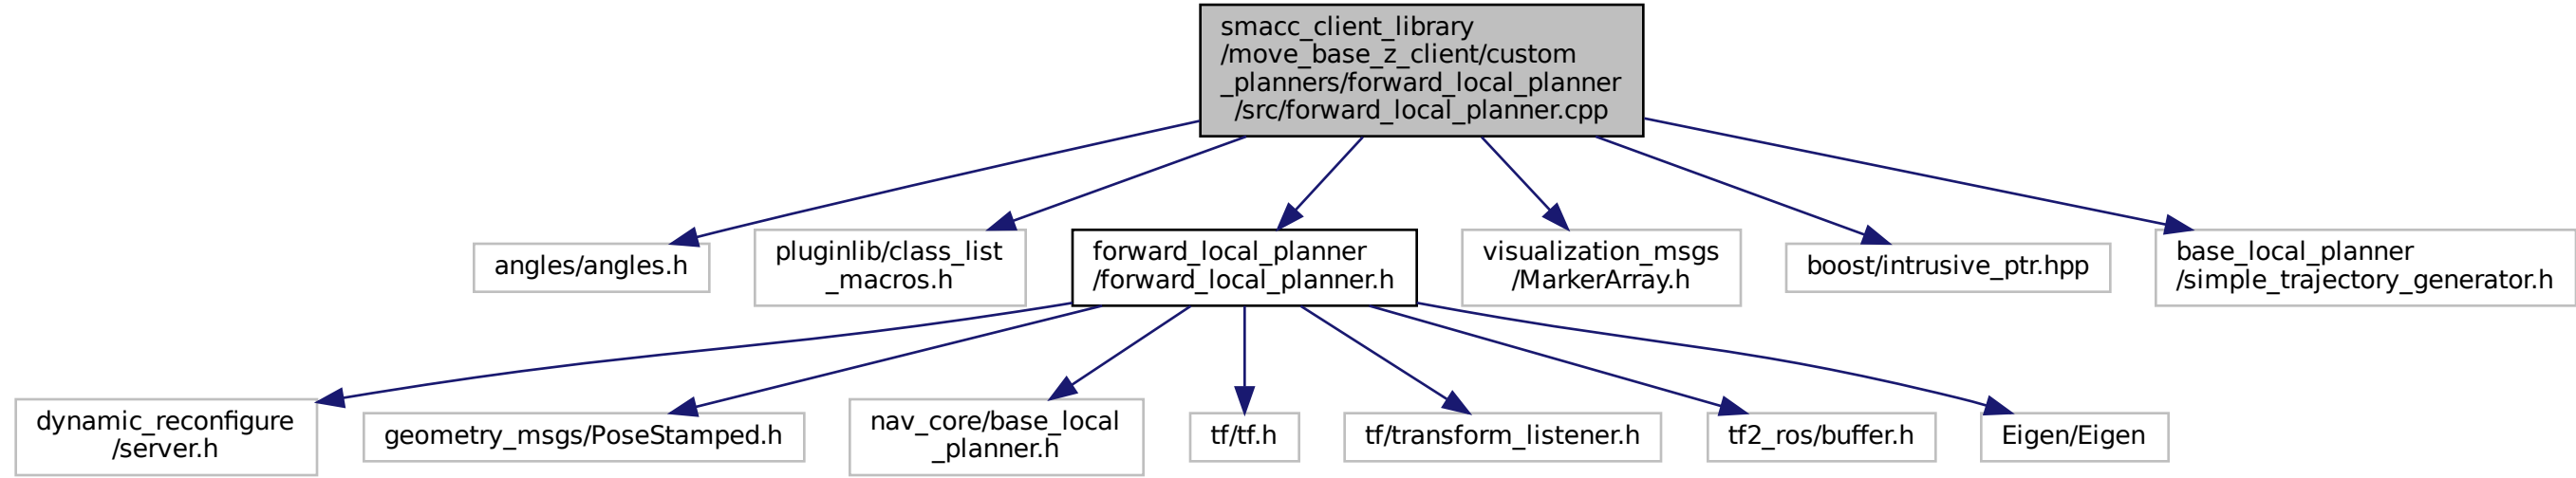 smacc_client_library
/move_base_z_client/custom
_planners/forward_local_planner
/src/forward_local_planner.cpp
angles/angles.h
pluginlib/class_list
_macros.h
forward_local_planner
/forward_local_planner.h
visualization_msgs
/MarkerArray.h
boost/intrusive_ptr.hpp
base_local_planner
/simple_trajectory_generator.h
dynamic_reconfigure
/server.h
geometry_msgs/PoseStamped.h
nav_core/base_local
_planner.h
tf/tf.h
tf/transform_listener.h
tf2_ros/buffer.h
Eigen/Eigen